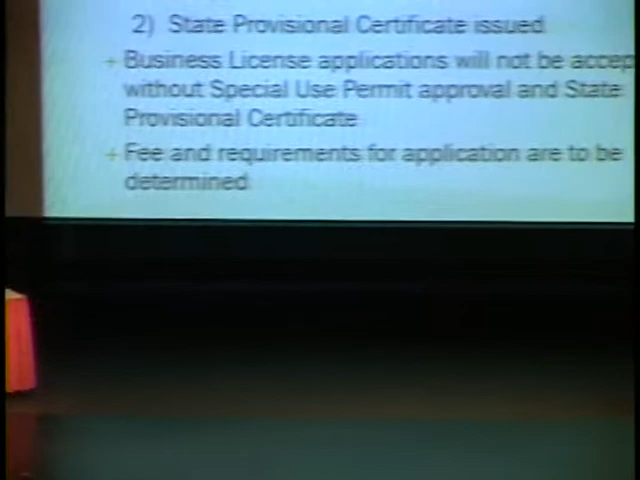 2) State Provisional Certificate issued
+ Business License applications will not be accep
without Special Use Permit approval and State
Provisional Certificate
+ Fee and requirements for application are to be
determined